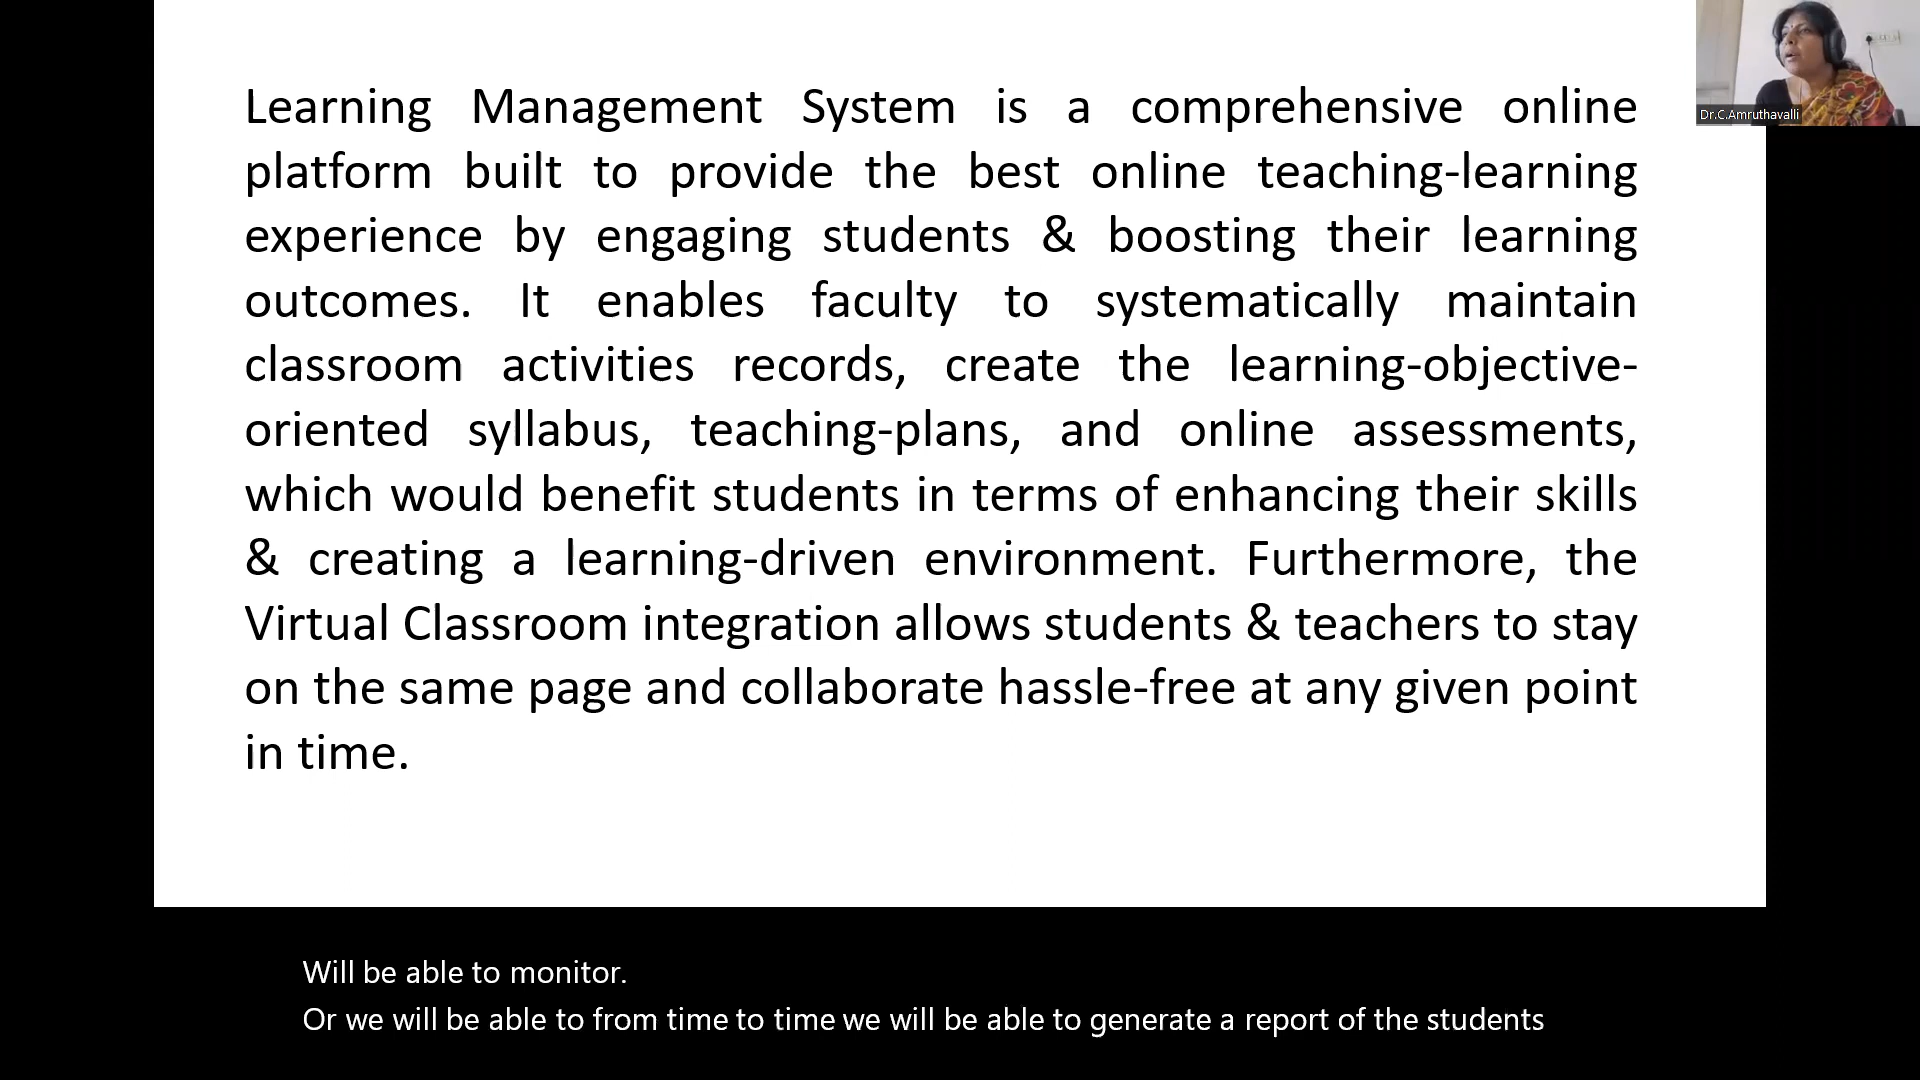 Learning Management System is a comprehensive online
platform built to provide the best online teaching-learning
experience by engaging students & boosting their learning
outcomes. It enables faculty to systematically maintain
classroom activities records, create the learning-objective-
oriented syllabus, teaching-plans, and online assessments,
which would benefit students in terms of enhancing their skills
& creating a learning-driven environment. Furthermore, the
Virtual Classroom integration allows students & teachers to stay
on the same page and collaborate hassle-free at any given point
in time.
Dr.C.Amruthavalli
Will be able to monitor.
Or we will be able to from time to time we will be able to generate a report of the students